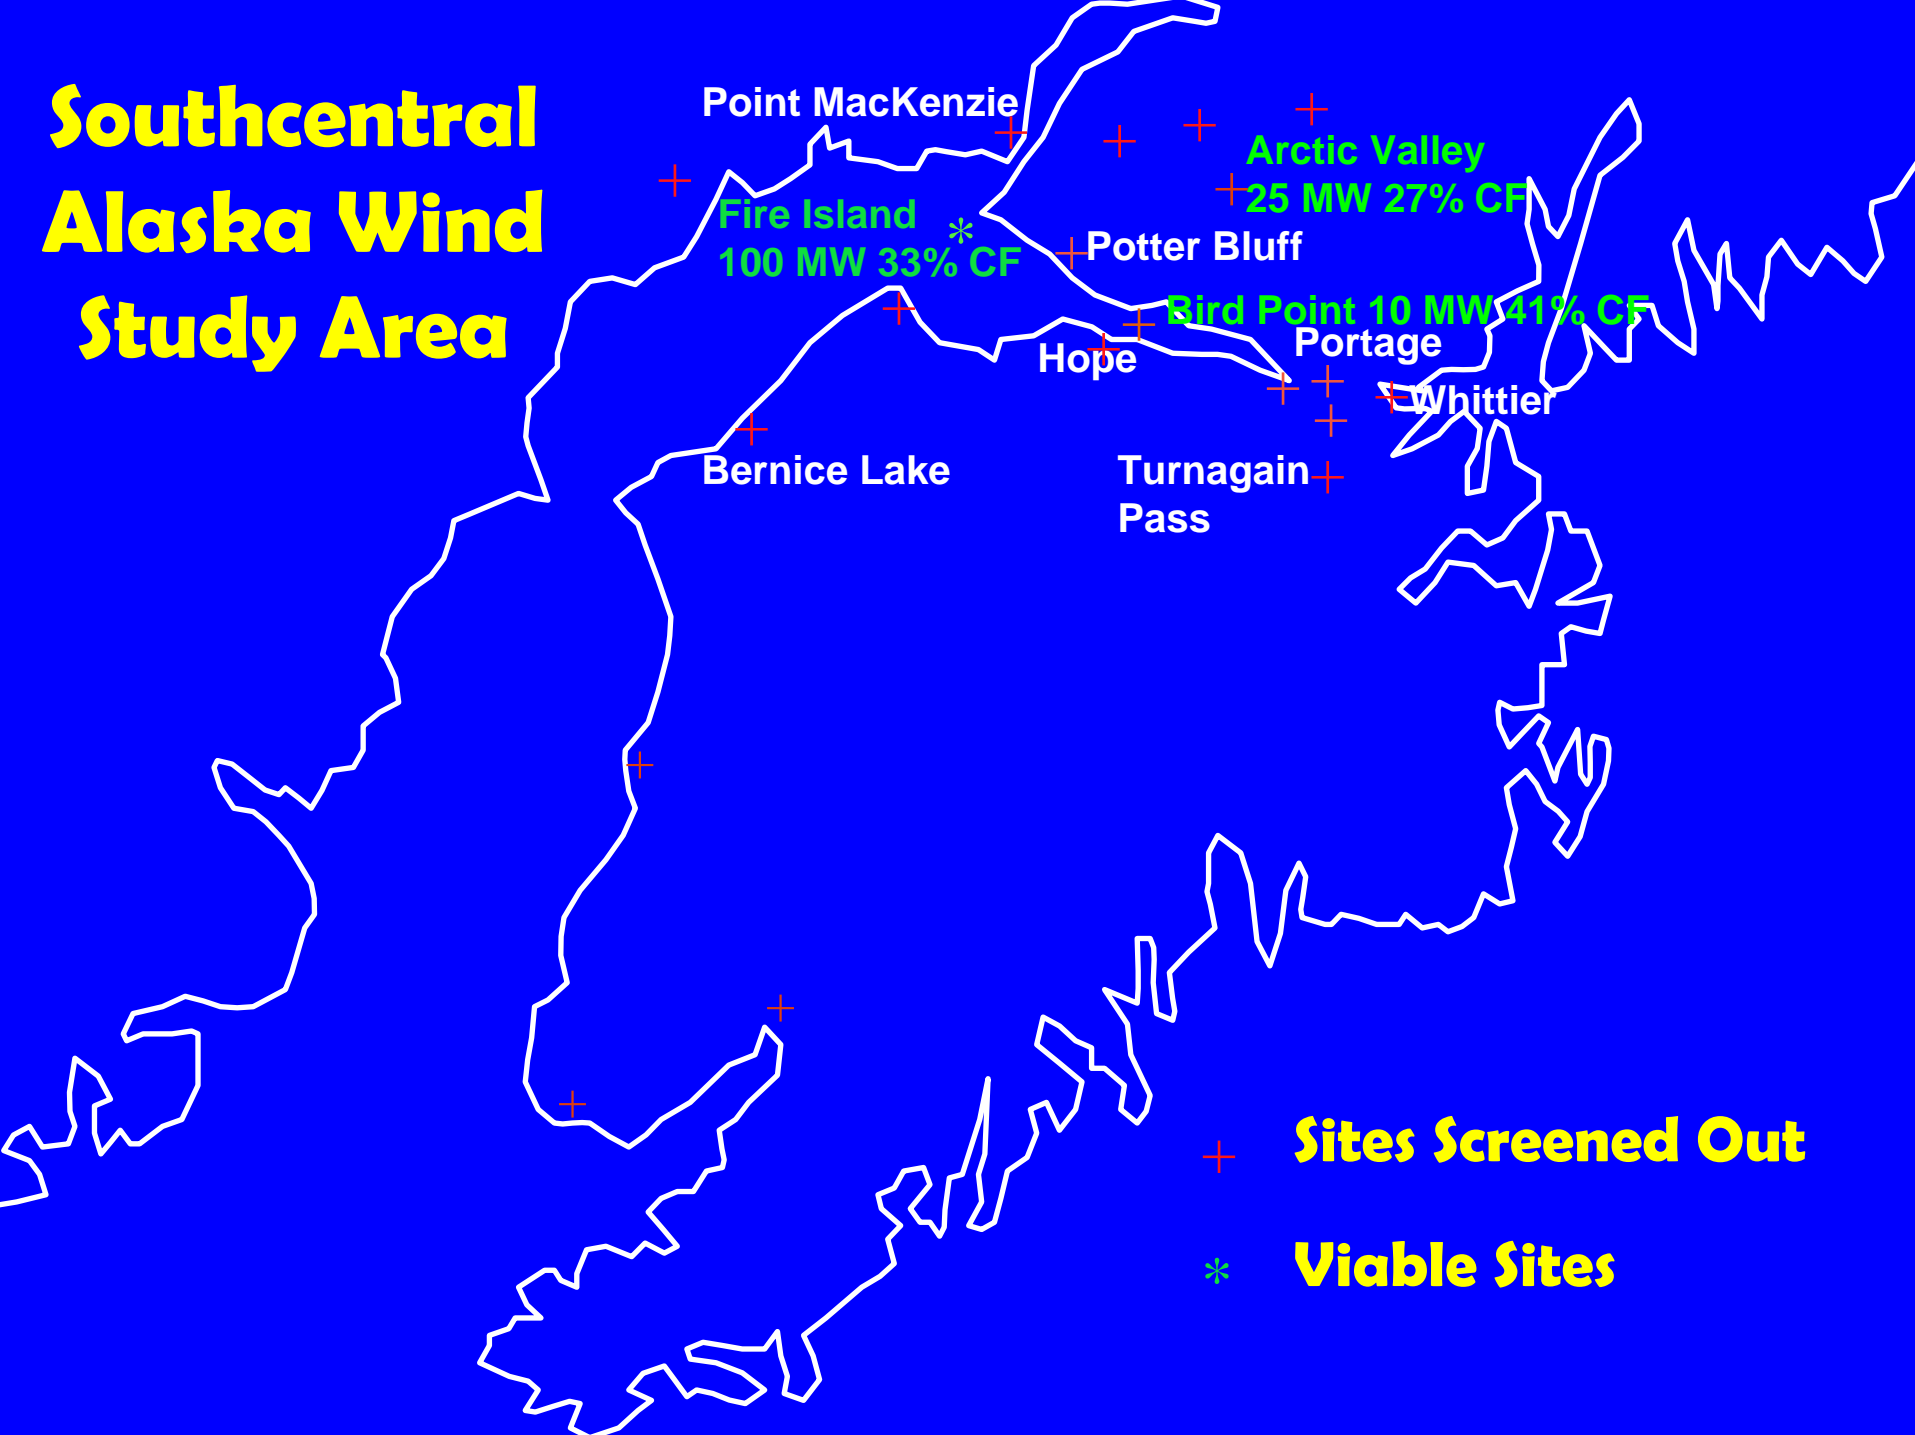 Southcentral
Alaska Wind
Study Area
Point MacKenzie
Arctic Valley
25 MW 27% CF
Fire Island
100 MW 33% CF
Potter Bluff
Bird Point 10 MW 41% CF
Portage
Hope
Whittier
Bernice Lake
Turnagain
Pass
Sites Screened Out
Viable Sites